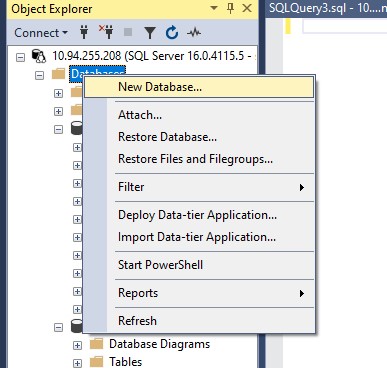 Object Explorer
SQLQuery3.sql - 10....n
Connect
10.94.255.208 (SQL Server 16.0.4115.5 -
Databases
New Database...
Attach...
Restore Database...
Restore Files and Filegroups...
Filter
Deploy Data-tier Application...
Import Data-tier Application...
Start PowerShell
Reports
Refresh
Database Diagrams
Tables